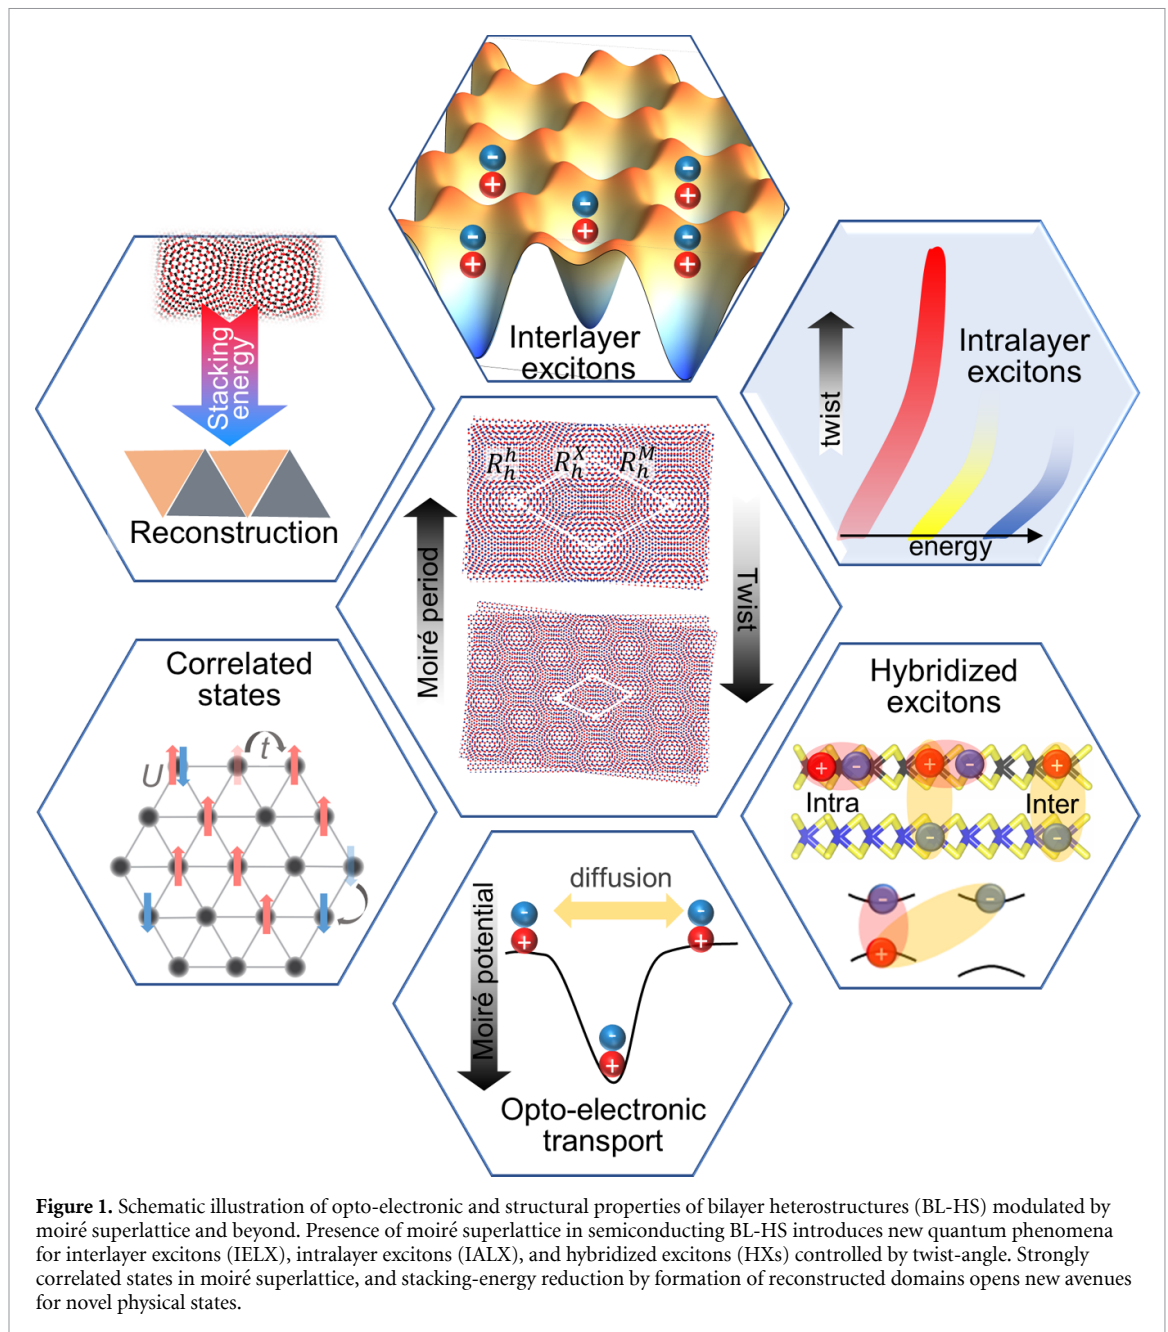 Interlayer
excitons
Stacking
energy
Reconstruction
twist
Intralayer
excitons
energy
Moiré period
R_h^h R_h^X R_h^M
Twist
Correlated
states
U
t
Hybridized
excitons
+ - + - +
Intra Inter
- -
- -
+
Moiré potential
diffusion
- -
+ +
-
+
Opto-electronic
transport
Figure 1. Schematic illustration of opto-electronic and structural properties of bilayer heterostructures (BL-HS) modulated by
moiré superlattice and beyond. Presence of moiré superlattice in semiconducting BL-HS introduces new quantum phenomena
for interlayer excitons (IELX), intralayer excitons (IALX), and hybridized excitons (HXs) controlled by twist-angle. Strongly
correlated states in moiré superlattice, and stacking-energy reduction by formation of reconstructed domains opens new avenues
for novel physical states.